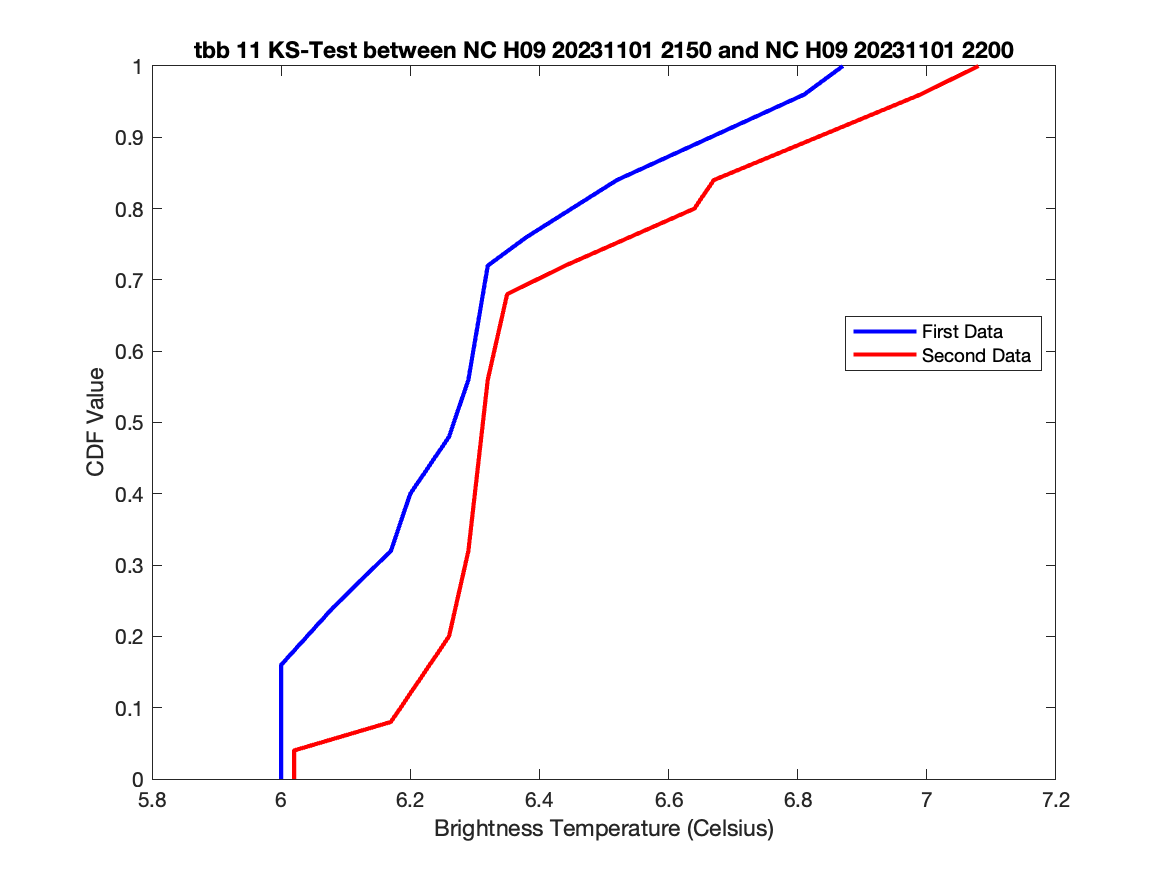 tbb 11 KS-Test between NC H09 20231101 2150 and NC H09 20231101 2200
1
0.9
0.8
0.7
0.6
0.5
0.4
0.3
0.2
0.1
0
CDF Value
First Data
Second Data
5.8 6 6.2 6.4 6.6 6.8 7 7.2
Brightness Temperature (Celsius)